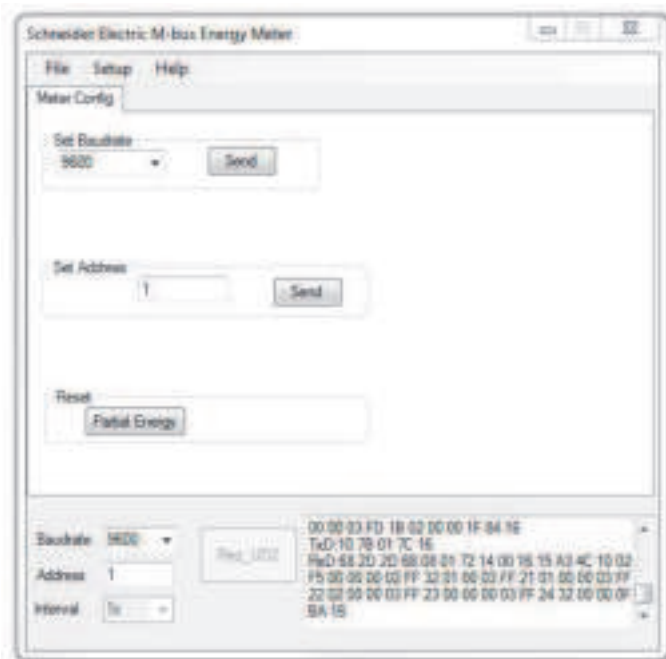 Schneider Electric M-bus Energy Meter
File Setup Help
Meter Config
Set Baudrate
9600
Send
Set Address
1
Send
Reset
Partial Energy
Baudrate 9600
Address 1
Interval
00 00 03 FD 1B 02 00 00 1F 84 16
TxD:10 7B 01 7C 16
RxD:68 2D 2D 68 08 01 72 14 00 16 15 A3 4C 10 02
F5 00 00 00 02 FF 32 01 00 03 FF 21 01 00 00 03 FF
22 02 00 00 03 FF 23 00 00 00 03 FF 24 32 00 00 0F
BA 16